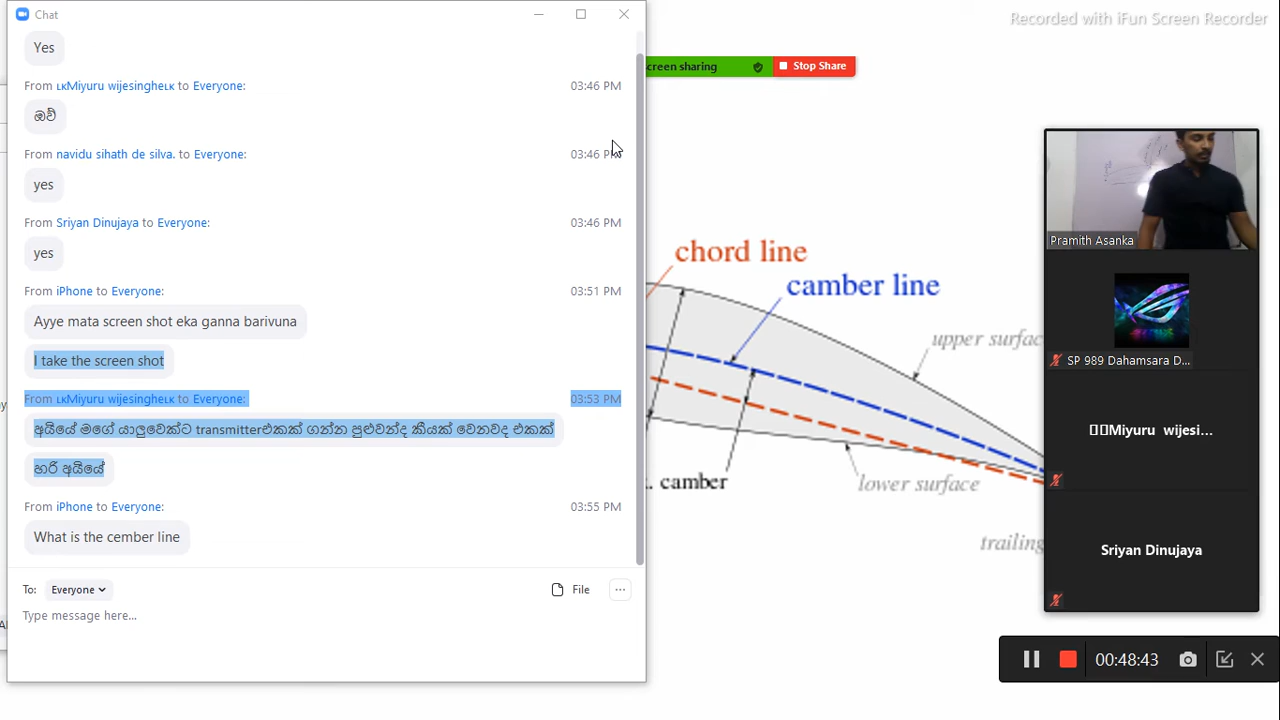 Chat
Recorded with iFun Screen Recorder
Yes
From ʟᴋMiyuru wijesingheʟᴋ to Everyone: 03:46 PM
ඔව්
From navidu sihath de silva. to Everyone: 03:46 PM
yes
From Sriyan Dinujaya to Everyone: 03:46 PM
yes
From iPhone to Everyone: 03:51 PM
Ayye mata screen shot eka ganna barivuna
I take the screen shot
From ʟᴋMiyuru wijesingheʟᴋ to Everyone: 03:53 PM
අයියේ මගේ යාලුවෙක්ට transmitterඑකක් ගන්න පුළුවන්ද කීයක් වෙනවද එකක්
හරි අයියේ
From iPhone to Everyone: 03:55 PM
What is the cember line
To: Everyone File
Type message here...
screen sharing Stop Share
chord line
camber line
upper surfac
. camber
lower surface
trailing
Pramith Asanka
SP 989 Dahamsara D...
Miyuru wijesi...
Sriyan Dinujaya
00:48:43